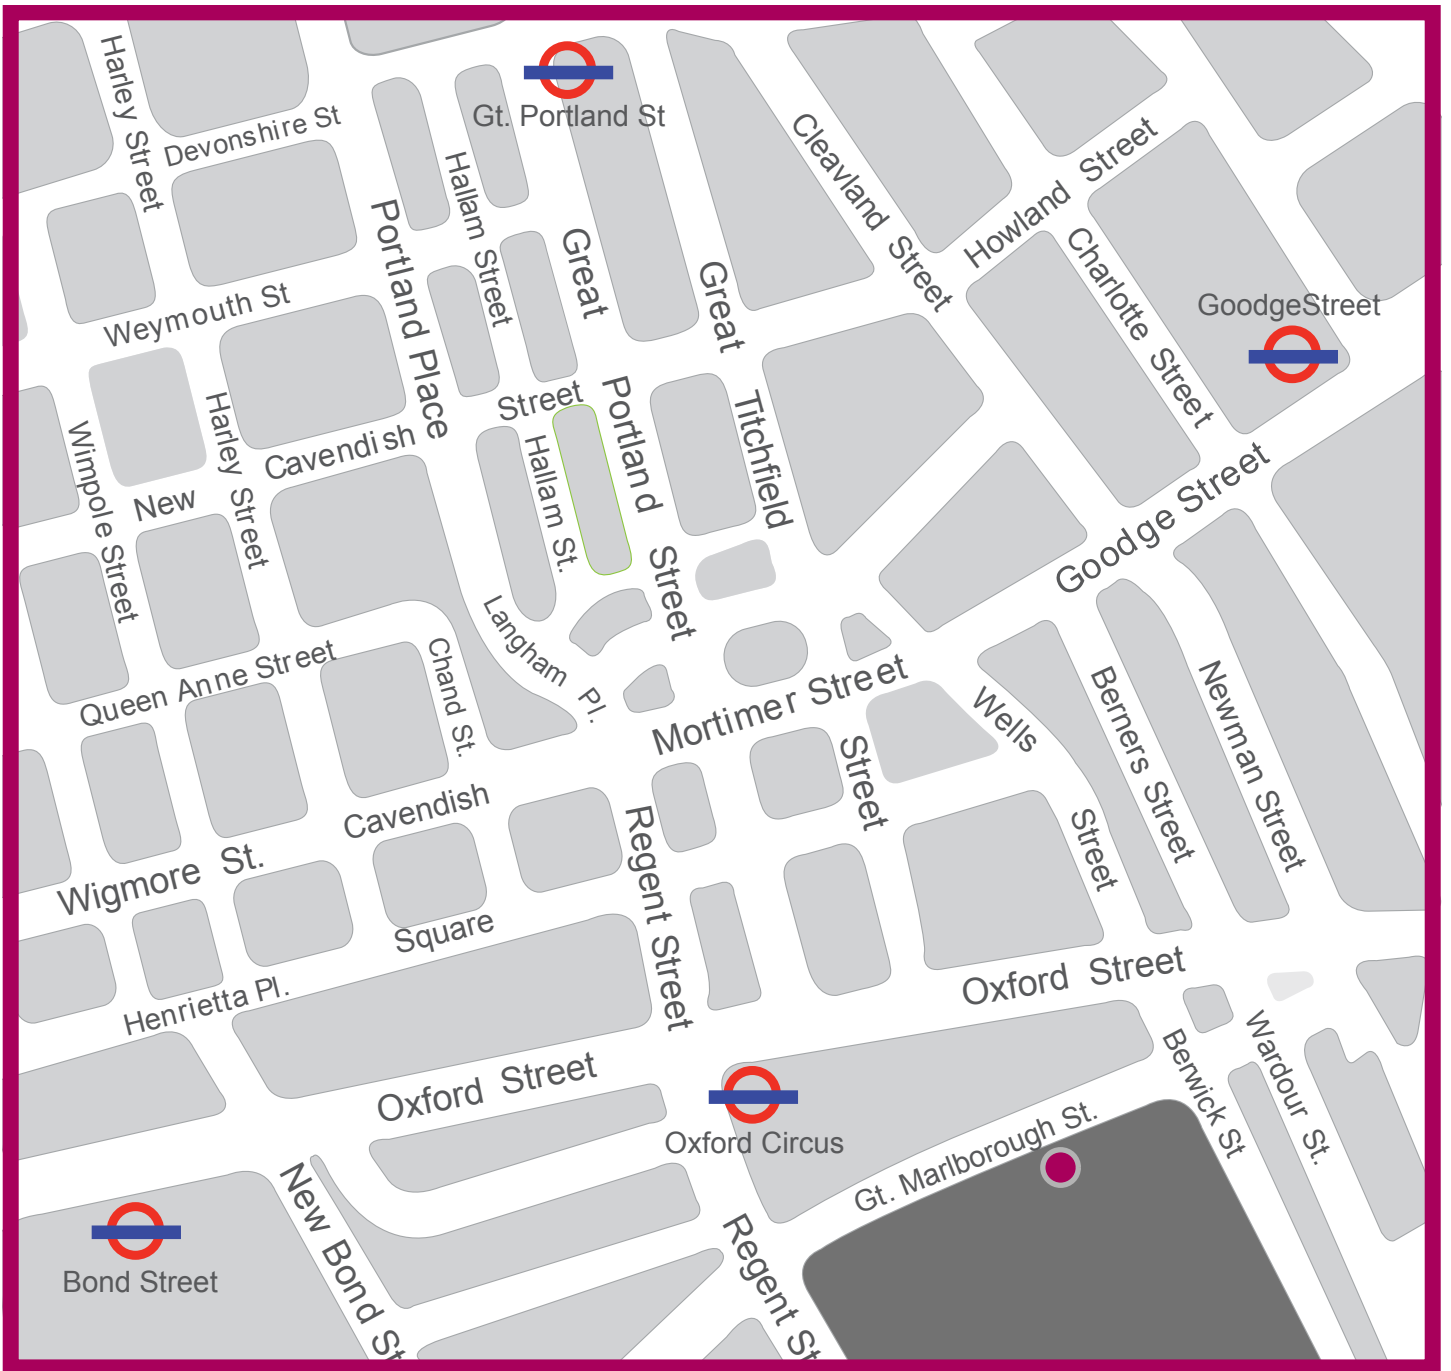 Harley Street
Devonshire St
Gt. Portland St
Hallam Street
Portland Place
Cleavland Street
Howland Street
Charlotte Street
GoodgeStreet
Weymouth St
Great
Portland
Street
Great
Titchfield
Street
Wimpole Street
Harley Street
New
Cavendish
Street
Hallam St.
Goodge Street
Langham Pl.
Queen Anne Street
Chand St.
Mortimer Street
Wells
Street
Berners Street
Newman Street
Cavendish
Square
Wigmore St.
Regent Street
Henrietta Pl.
Oxford Street
Oxford Street
Berwick St
Wardour St.
Oxford Circus
Gt. Marlborough St.
New Bond St
Bond Street
Regent St